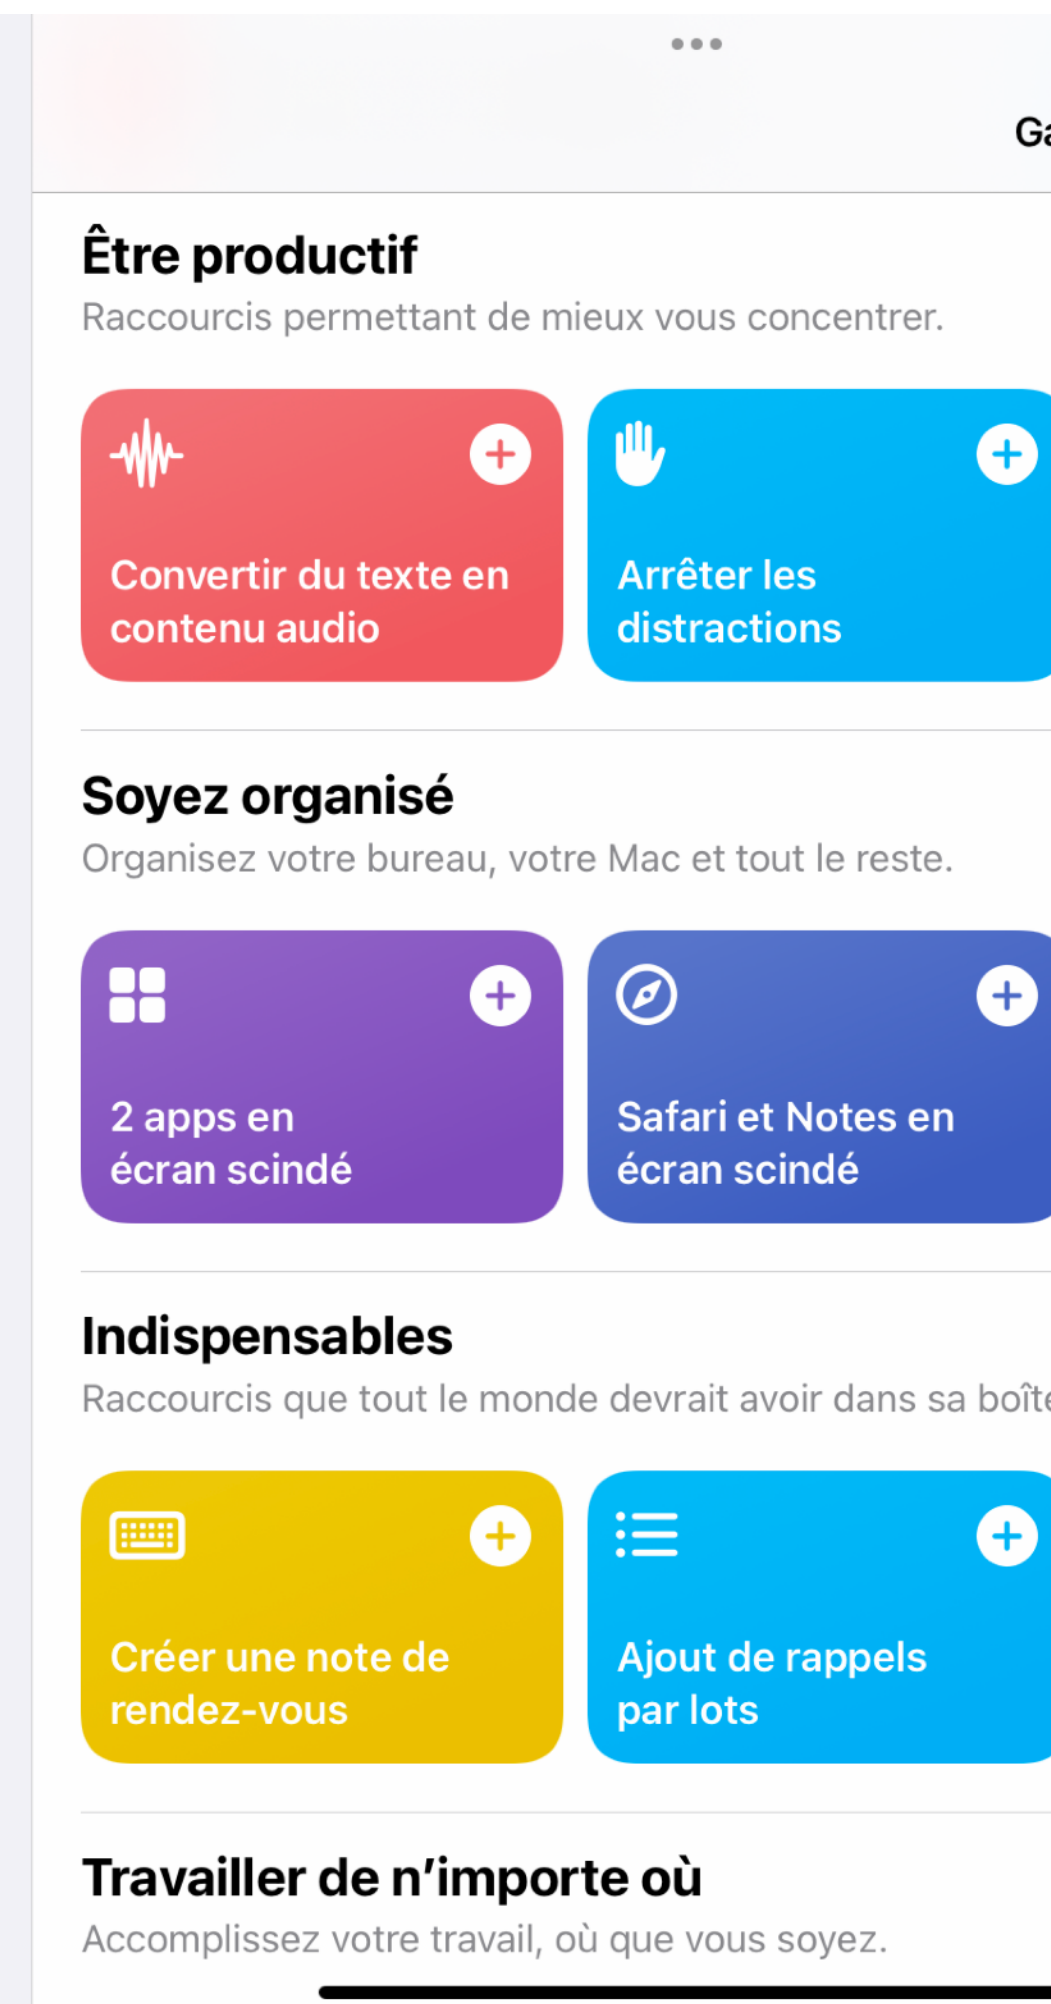 Être productif
Raccourcis permettant de mieux vous concentrer.
Convertir du texte en
contenu audio
Arrêter les
distractions
Soyez organisé
Organisez votre bureau, votre Mac et tout le reste.
2 apps en
écran scindé
Safari et Notes en
écran scindé
Indispensables
Raccourcis que tout le monde devrait avoir dans sa
Créer une note de
rendez-vous
Ajout de rappels
par lots
Travailler de n’importe où
Accomplissez votre travail, où que vous soyez.